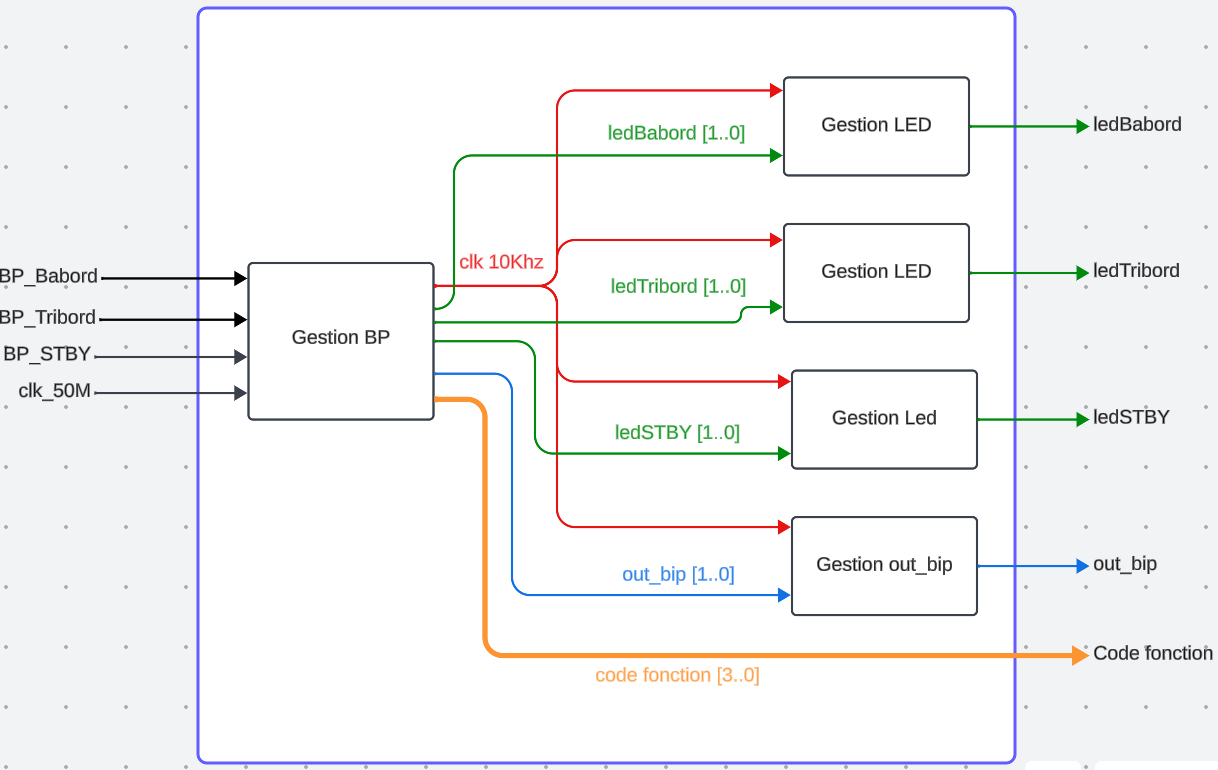 Gestion LED
ledBabord
ledBabord [1..0]
clk 10Khz
Gestion LED
ledTribord
BP_Babord
ledTribord [1..0]
BP_Tribord
Gestion BP
BP_STBY
clk_50M
Gestion Led
ledSTBY
ledSTBY [1..0]
Gestion out_bip
out_bip
out_bip [1..0]
Code fonction
code fonction [3..0]